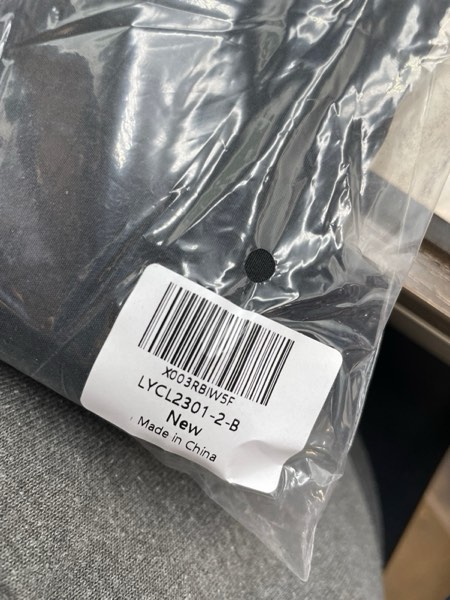 X003RBIW5F
LYCL2301-2-B
New
Made in China